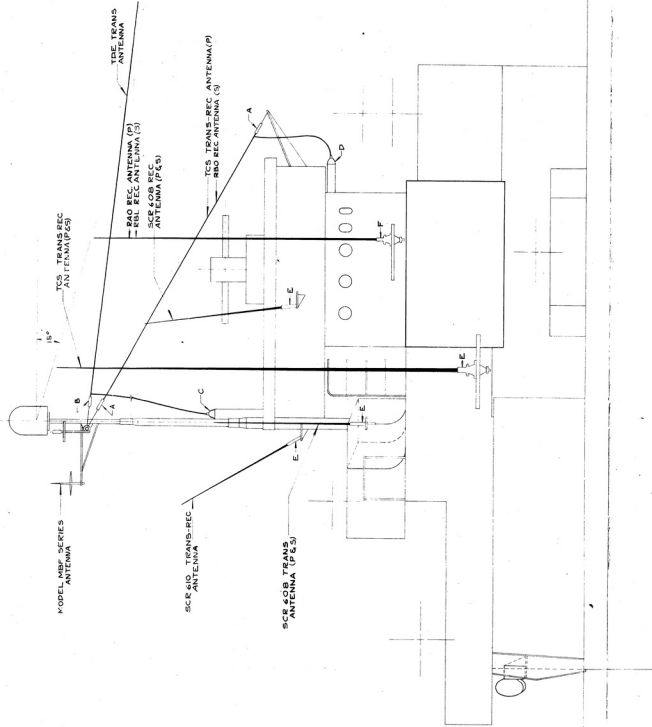 TDE TRANS
ANTENNA
TCS TRANS-REC ANTENNA (P)
RBO REC ANTENNA (S)
A
D
RAO REC ANTENNA (P)
RBL REC ANTENNA (S)
SCR 608 REC
ANTENNA (P&S)
F
TCS TRANS REC
ANTENNA (P&S)
E
15°
E
B
A
C
E
E
MODEL MBF SERIES
ANTENNA
SCR 610 TRANS-REC
ANTENNA
SCR 608 TRANS
ANTENNA (P & S)